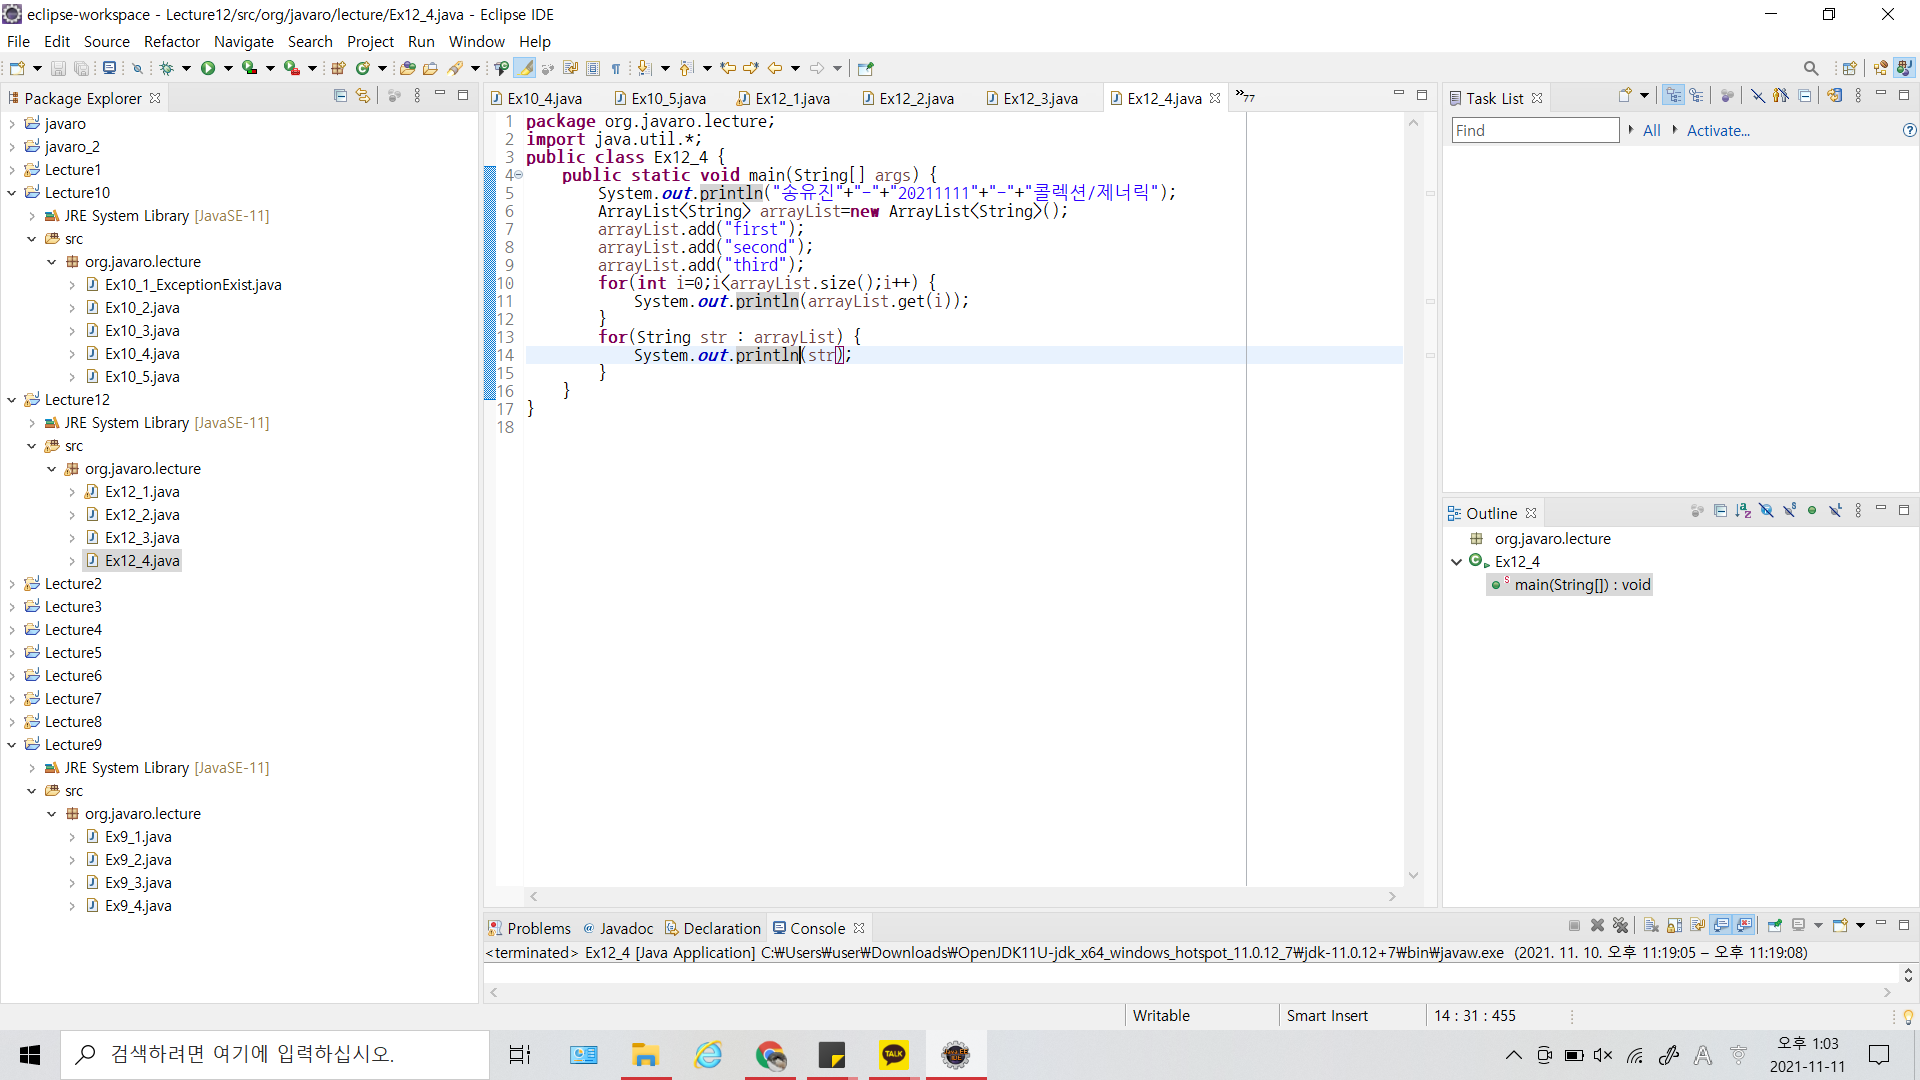 eclipse-workspace - Lecture12/src/org/javaro/lecture/Ex12_4.java - Eclipse IDE
File Edit Source Refactor Navigate Search Project Run Window Help
Package Explorer
javaro
javaro_2
Lecture1
Lecture10
JRE System Library [JavaSE-11]
src
org.javaro.lecture
Ex10_1_ExceptionExist.java
Ex10_2.java
Ex10_3.java
Ex10_4.java
Ex10_5.java
Lecture12
JRE System Library [JavaSE-11]
src
org.javaro.lecture
Ex12_1.java
Ex12_2.java
Ex12_3.java
Ex12_4.java
Lecture2
Lecture3
Lecture4
Lecture5
Lecture6
Lecture7
Lecture8
Lecture9
JRE System Library [JavaSE-11]
src
org.javaro.lecture
Ex9_1.java
Ex9_2.java
Ex9_3.java
Ex9_4.java
Ex10_4.java Ex10_5.java Ex12_1.java Ex12_2.java Ex12_3.java Ex12_4.java »77
1 package org.javaro.lecture;
2 import java.util.*;
3 public class Ex12_4 {
4 public static void main(String[] args) {
5 System.out.println("송유진"+"-"+"20211111"+"-"+"콜렉션/제너릭");
6 ArrayList<String> arrayList=new ArrayList<String>();
7 arrayList.add("first");
8 arrayList.add("second");
9 arrayList.add("third");
10 for(int i=0;i<arrayList.size();i++) {
11 System.out.println(arrayList.get(i));
12 }
13 for(String str : arrayList) {
14 System.out.println(str);
15 }
16 }
17 }
18
Task List
Find All Activate...
Outline
org.javaro.lecture
Ex12_4
main(String[]) : void
Problems Javadoc Declaration Console
<terminated> Ex12_4 [Java Application] C:₩Users₩user₩Downloads₩OpenJDK11U-jdk_x64_windows_hotspot_11.0.12_7₩jdk-11.0.12+7₩bin₩javaw.exe (2021. 11. 10. 오후 11:19:05 – 오후 11:19:08)
Writable Smart Insert 14 : 31 : 455
검색하려면 여기에 입력하십시오.
TALK
A
오후 1:03
2021-11-11